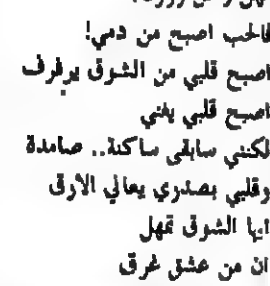 فالحب اصبح من دمي!
اصبح قلبي من الشوق يرفرف
اصبح قلبي يغني
لكنني سابقى ساكنة.. صامدة
وقلبي بصدري يعاني الارق
ايها الشوق تمهل
ان من عشق غرق